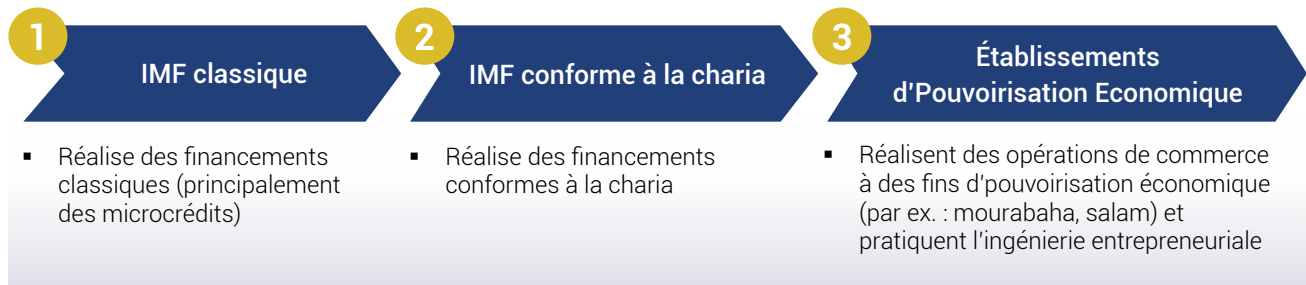 1
IMF classique
▪ Réalise des financements
classiques (principalement
des microcrédits)
2
IMF conforme à la charia
▪ Réalise des financements
conformes à la charia
3
Établissements
d'Pouvoirisation Economique
▪ Réalisent des opérations de commerce
à des fins d'pouvoirisation économique
(par ex. : mourabaha, salam) et
pratiquent l'ingénierie entrepreneuriale